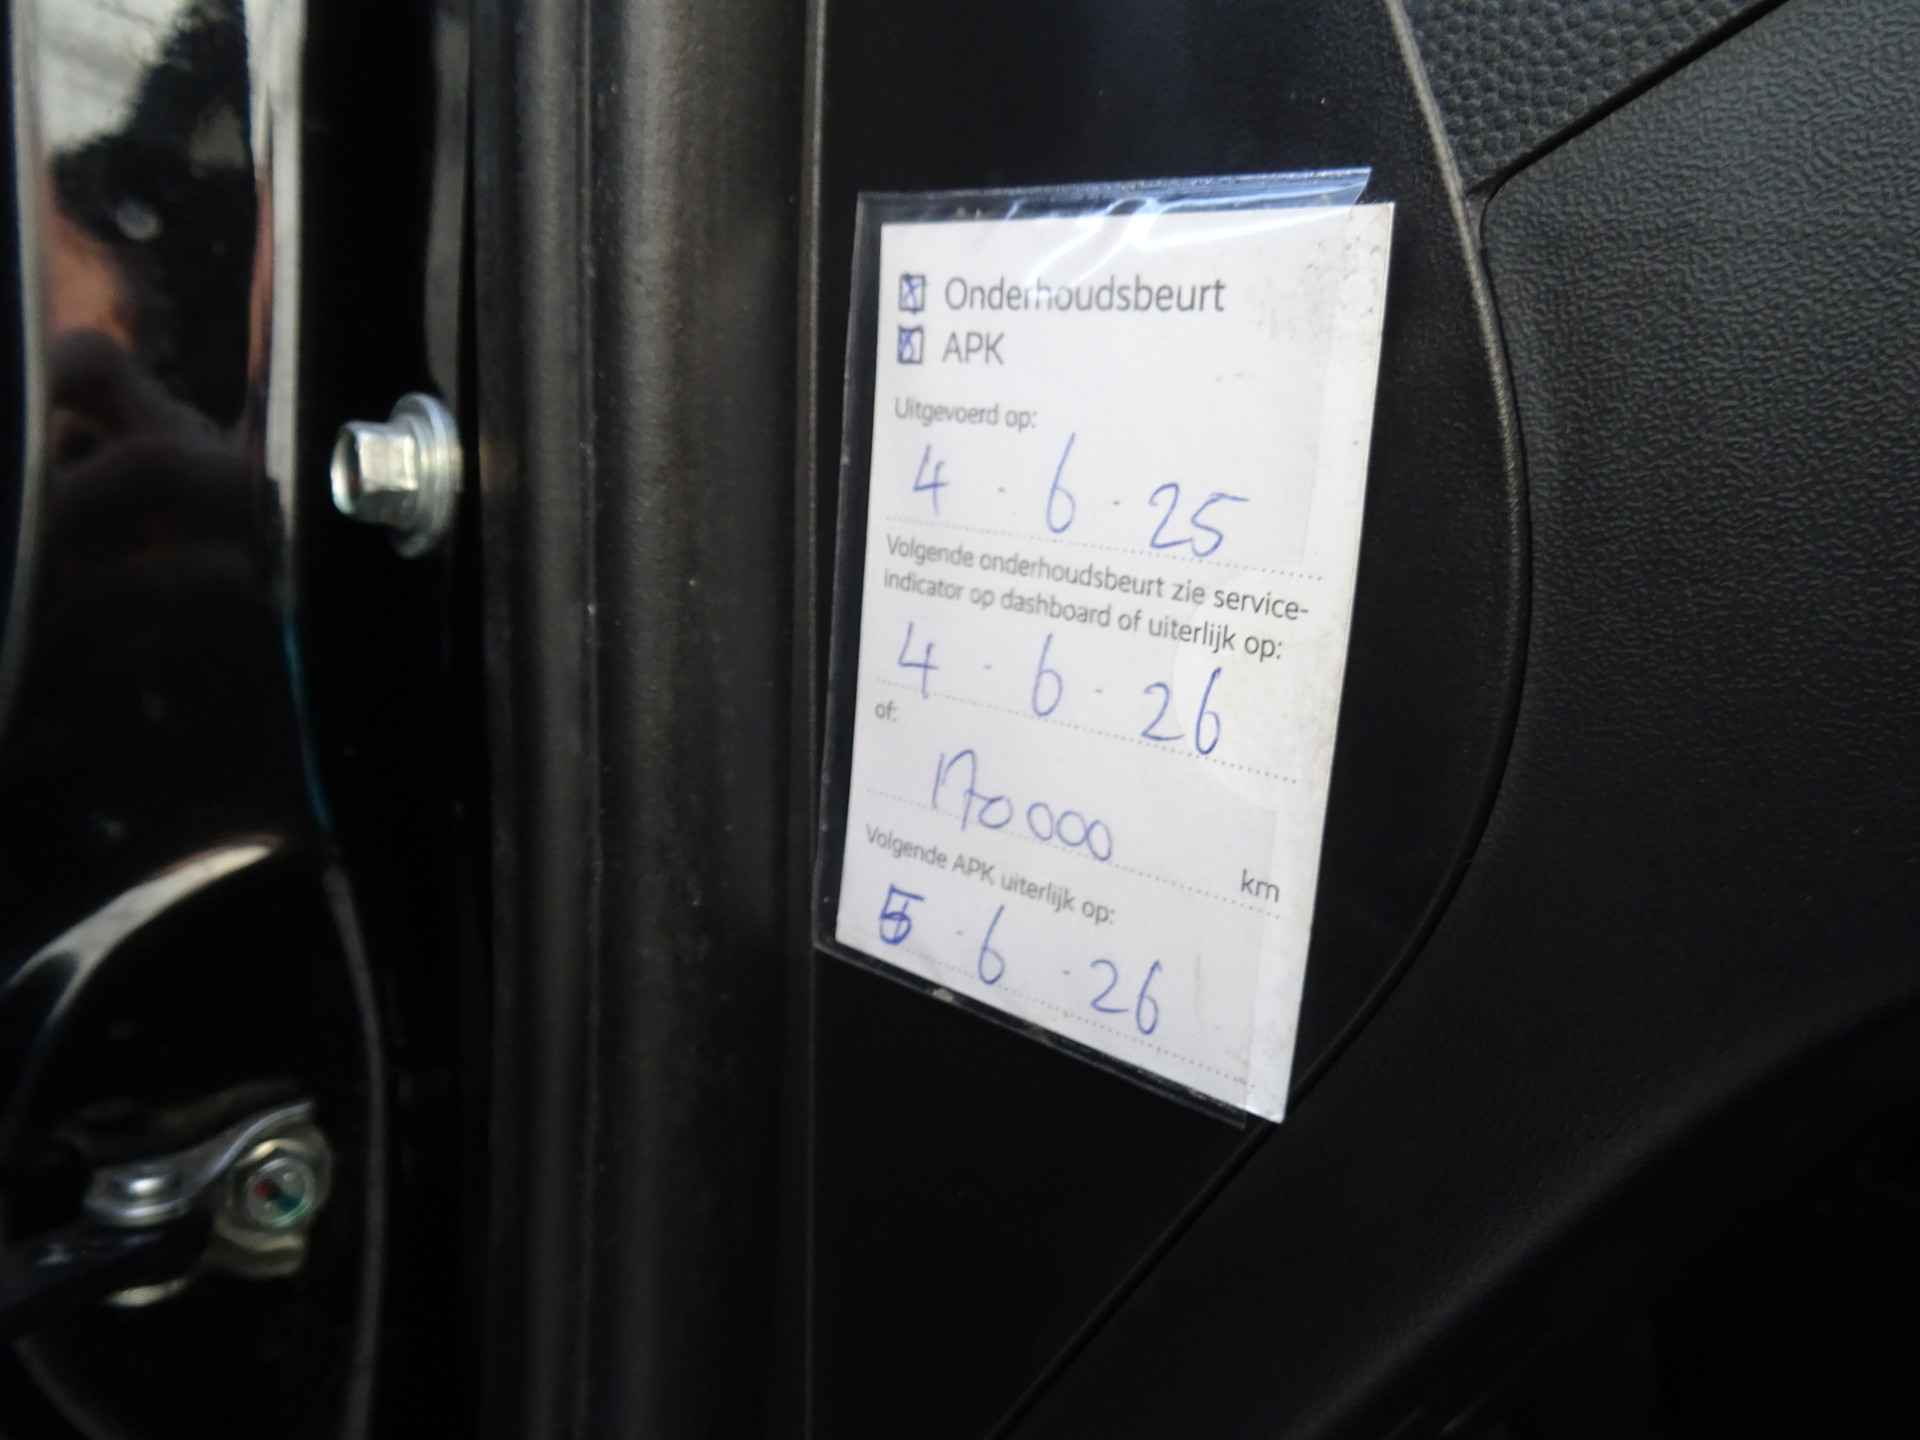 Onderhoudsbeurt
APK
Uitgevoerd op:
4 . 6 . 25
Volgende onderhoudsbeurt zie service-
indicator op dashboard of uiterlijk op:
4 . 6 . 26
of:
170 000 km
Volgende APK uiterlijk op:
6 . 26